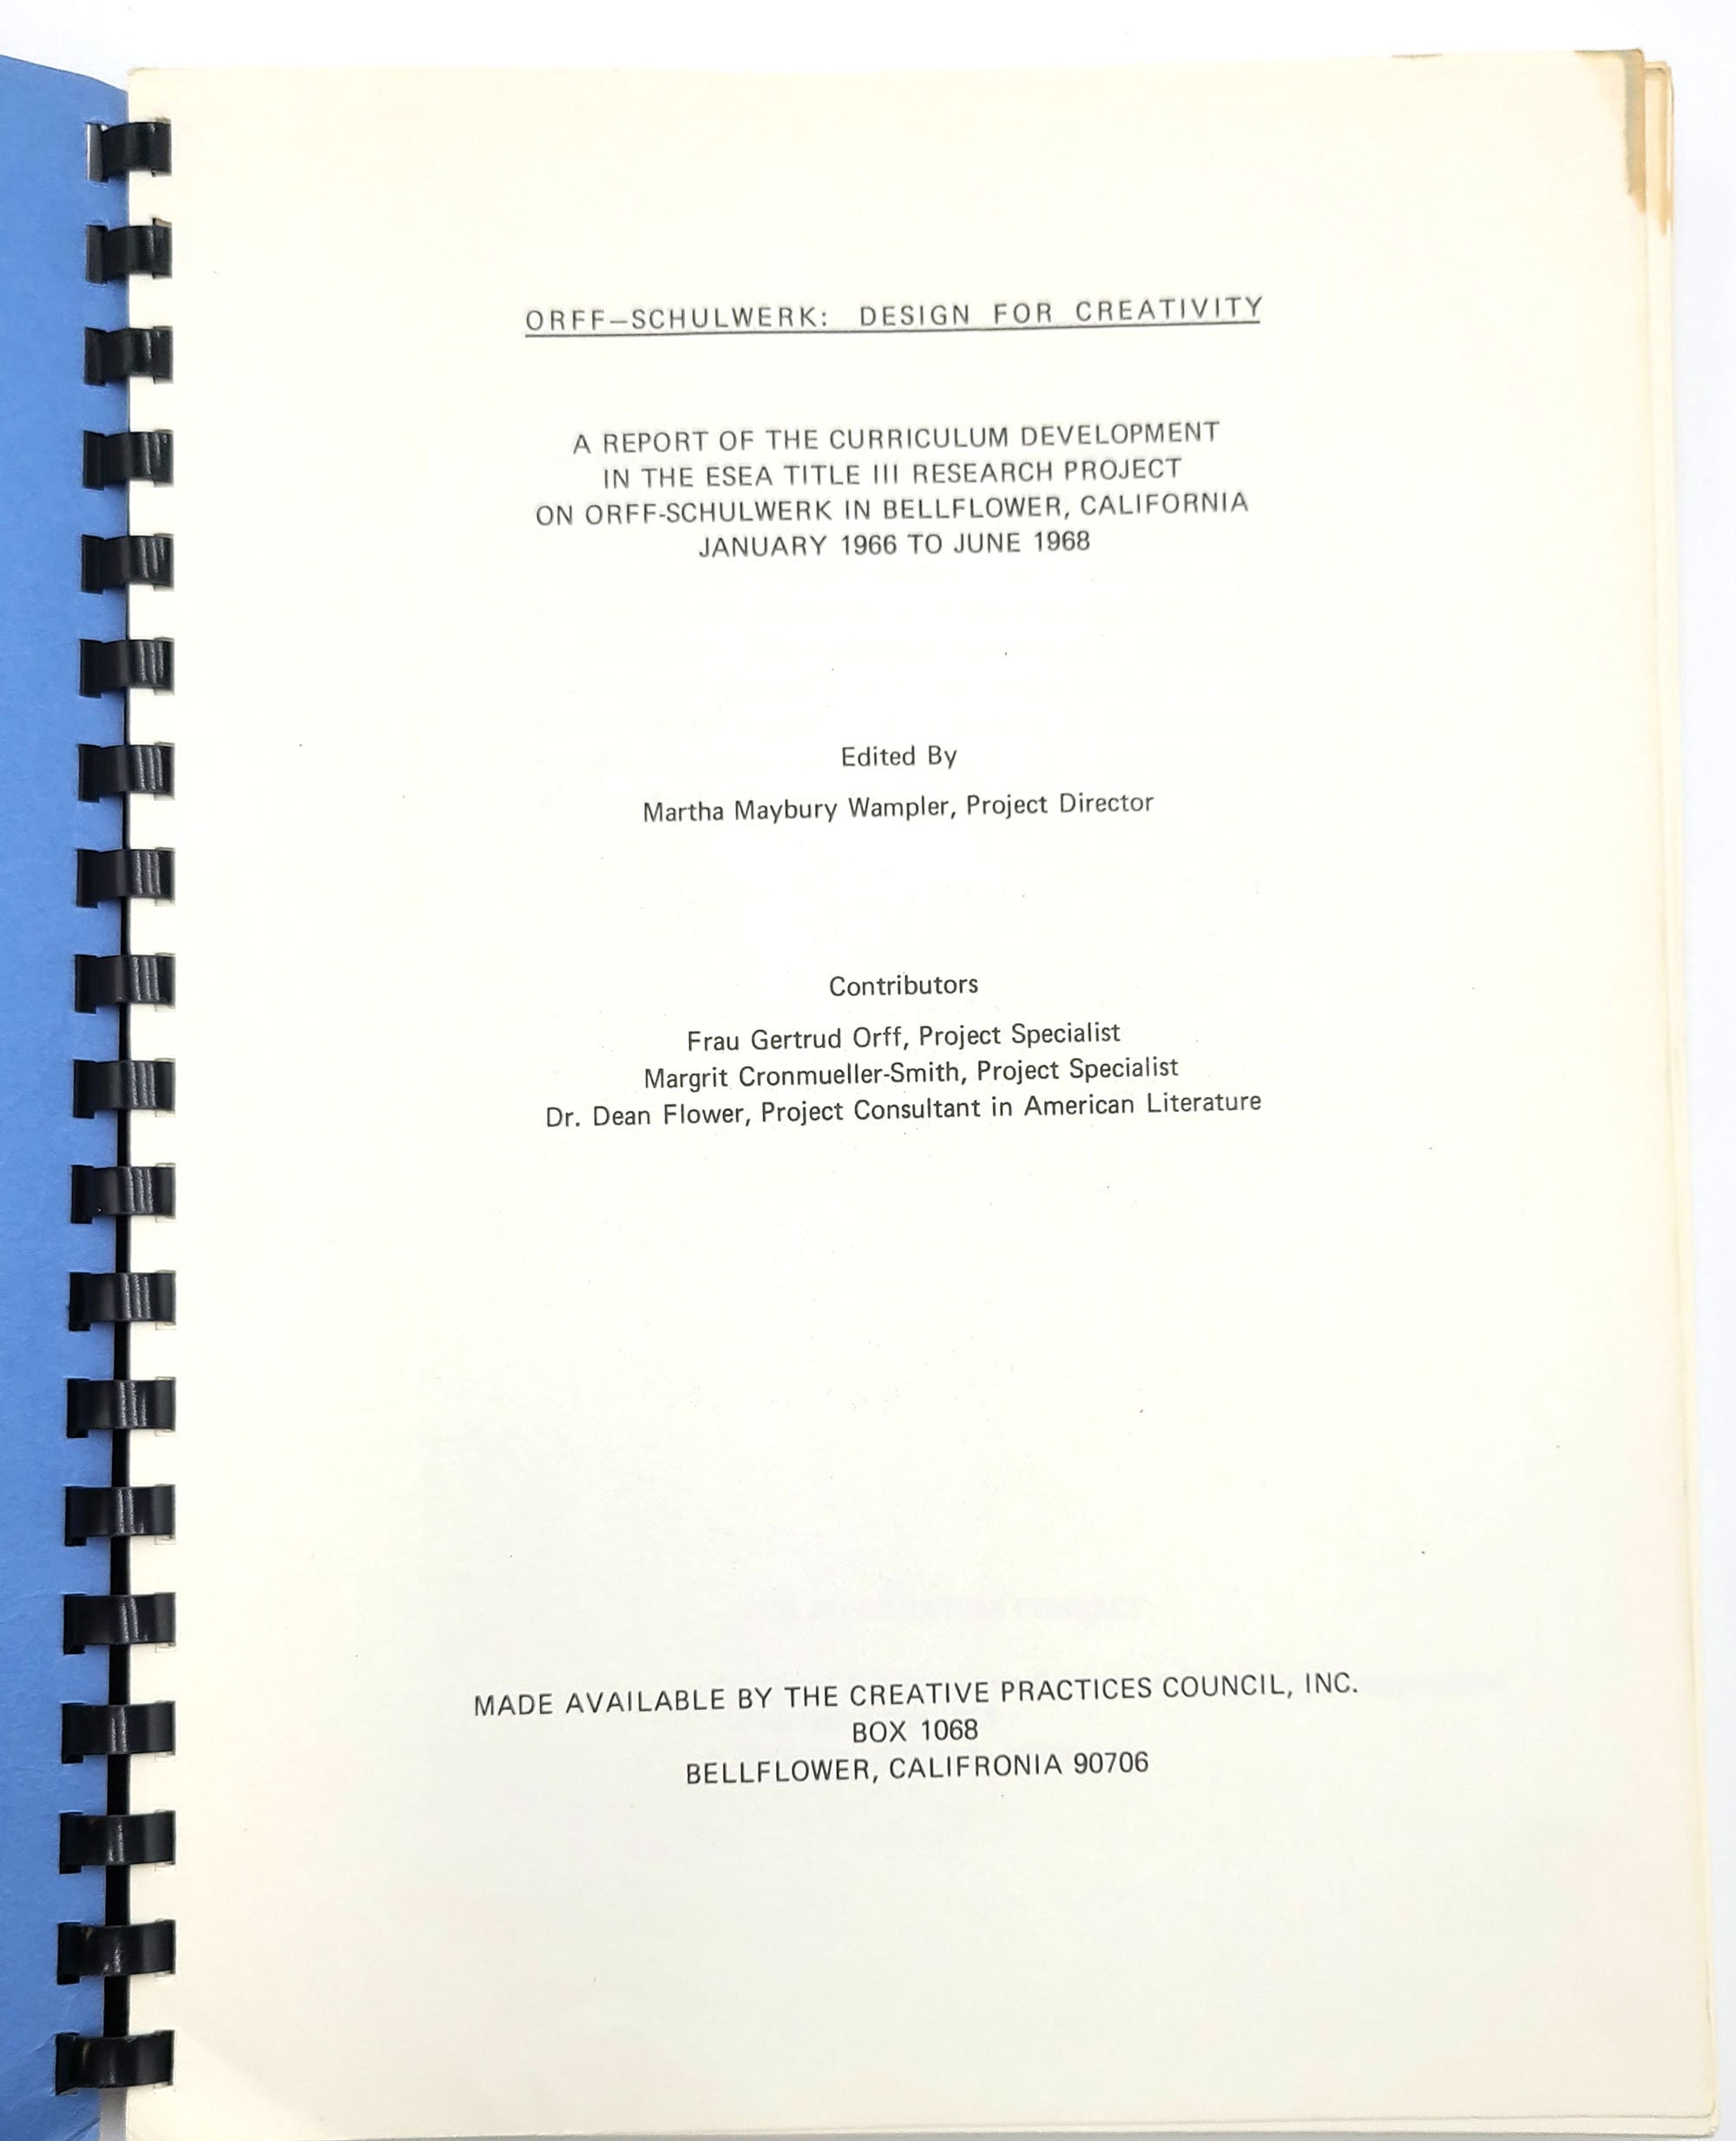 ORFF–SCHULWERK: DESIGN FOR CREATIVITY
A REPORT OF THE CURRICULUM DEVELOPMENT
IN THE ESEA TITLE III RESEARCH PROJECT
ON ORFF-SCHULWERK IN BELLFLOWER, CALIFORNIA
JANUARY 1966 TO JUNE 1968
Edited By
Martha Maybury Wampler, Project Director
Contributors
Frau Gertrud Orff, Project Specialist
Margrit Cronmueller-Smith, Project Specialist
Dr. Dean Flower, Project Consultant in American Literature
MADE AVAILABLE BY THE CREATIVE PRACTICES COUNCIL, INC.
BOX 1068
BELLFLOWER, CALIFRONIA 90706